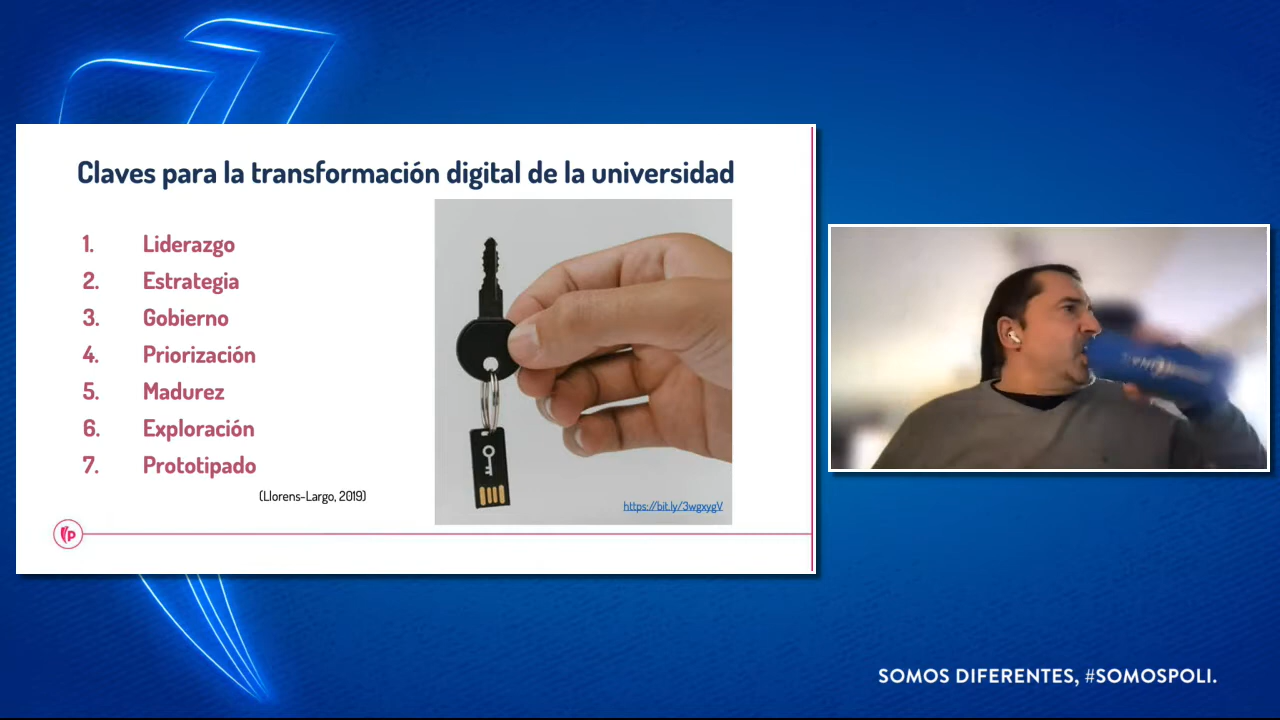 Claves para la transformación digital de la universidad
1. Liderazgo
2. Estrategia
3. Gobierno
4. Priorización
5. Madurez
6. Exploración
7. Prototipado
(Llorens-Largo, 2019)
https://bit.ly/3wgxygV
SOMOS DIFERENTES, #SOMOSPOLI.